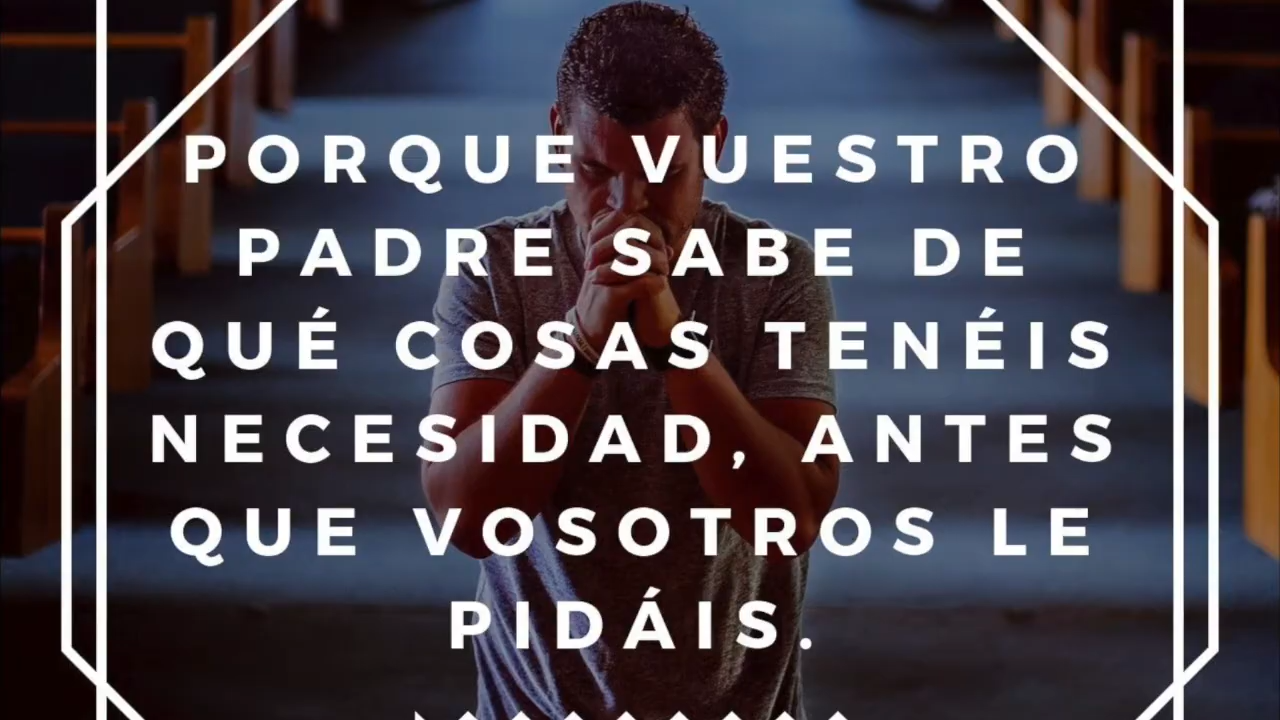 PORQUE VUESTRO
PADRE SABE DE
QUÉ COSAS TENÉIS
NECESIDAD, ANTES
QUE VOSOTROS LE
PIDÁIS.